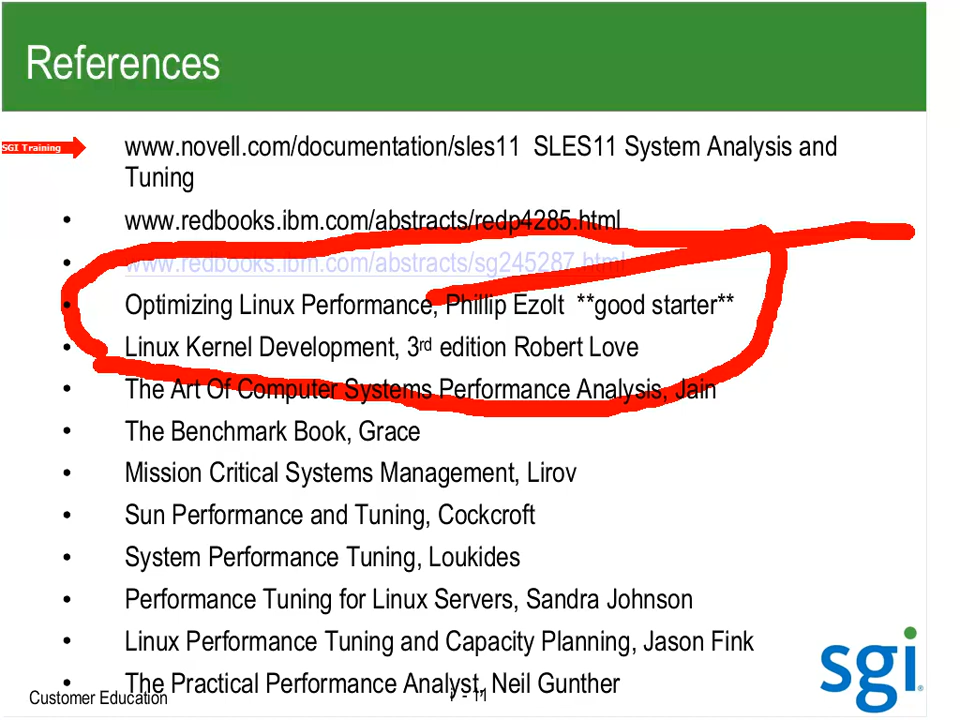 References
SGI Training
www.novell.com/documentation/sles11 SLES11 System Analysis and
Tuning
• www.redbooks.ibm.com/abstracts/redp4285.html
• www.redbooks.ibm.com/abstracts/sg245287.html
• Optimizing Linux Performance, Phillip Ezolt **good starter**
• Linux Kernel Development, 3rd edition Robert Love
• The Art Of Computer Systems Performance Analysis, Jain
• The Benchmark Book, Grace
• Mission Critical Systems Management, Lirov
• Sun Performance and Tuning, Cockcroft
• System Performance Tuning, Loukides
• Performance Tuning for Linux Servers, Sandra Johnson
• Linux Performance Tuning and Capacity Planning, Jason Fink
• The Practical Performance Analyst, Neil Gunther
Customer Education
i - 11
sgi